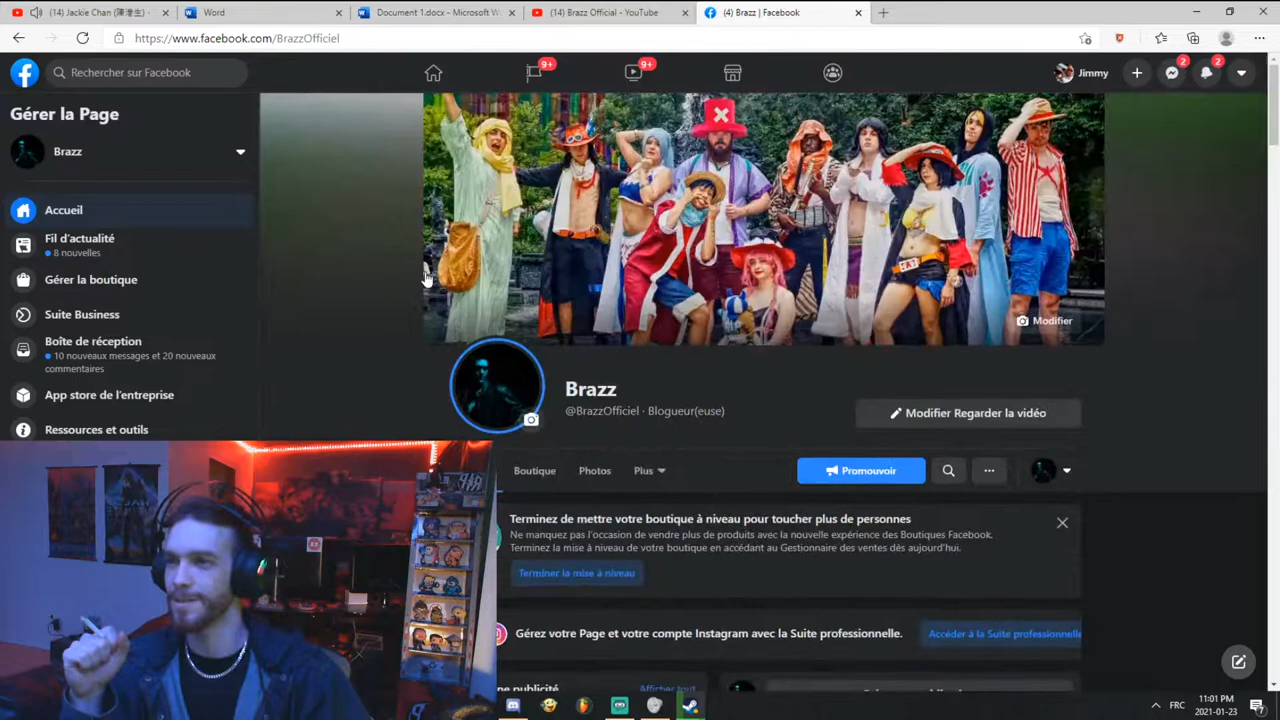 (14) Jackie Chan (陳港生) -
Word
Document 1.docx - Microsoft W
(14) Brazz Official - YouTube
(4) Brazz | Facebook
https://www.facebook.com/BrazzOfficiel
Rechercher sur Facebook
9+
9+
Jimmy
2
2
Gérer la Page
Brazz
Accueil
Fil d'actualité
8 nouvelles
Gérer la boutique
Suite Business
Boîte de réception
10 nouveaux messages et 20 nouveaux
commentaires
App store de l'entreprise
Ressources et outils
EAT
Modifier
Brazz
@BrazzOfficiel · Blogueur(euse)
Modifier Regarder la vidéo
Boutique
Photos
Plus
Promouvoir
Terminez de mettre votre boutique à niveau pour toucher plus de personnes
Ne manquez pas l'occasion de vendre plus de produits avec la nouvelle expérience des Boutiques Facebook.
Terminez la mise à niveau de votre boutique en accédant au Gestionnaire des ventes dès aujourd'hui.
Terminer la mise à niveau
Gérez votre Page et votre compte Instagram avec la Suite professionnelle.
Accéder à la Suite professionnelle
ne publicité
Afficher tout
FRC
11:01 PM
2021-01-23
7